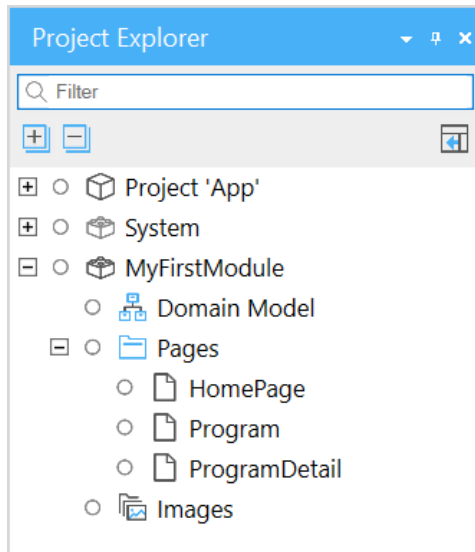 Project Explorer
Filter
Project 'App'
System
MyFirstModule
Domain Model
Pages
HomePage
Program
ProgramDetail
Images